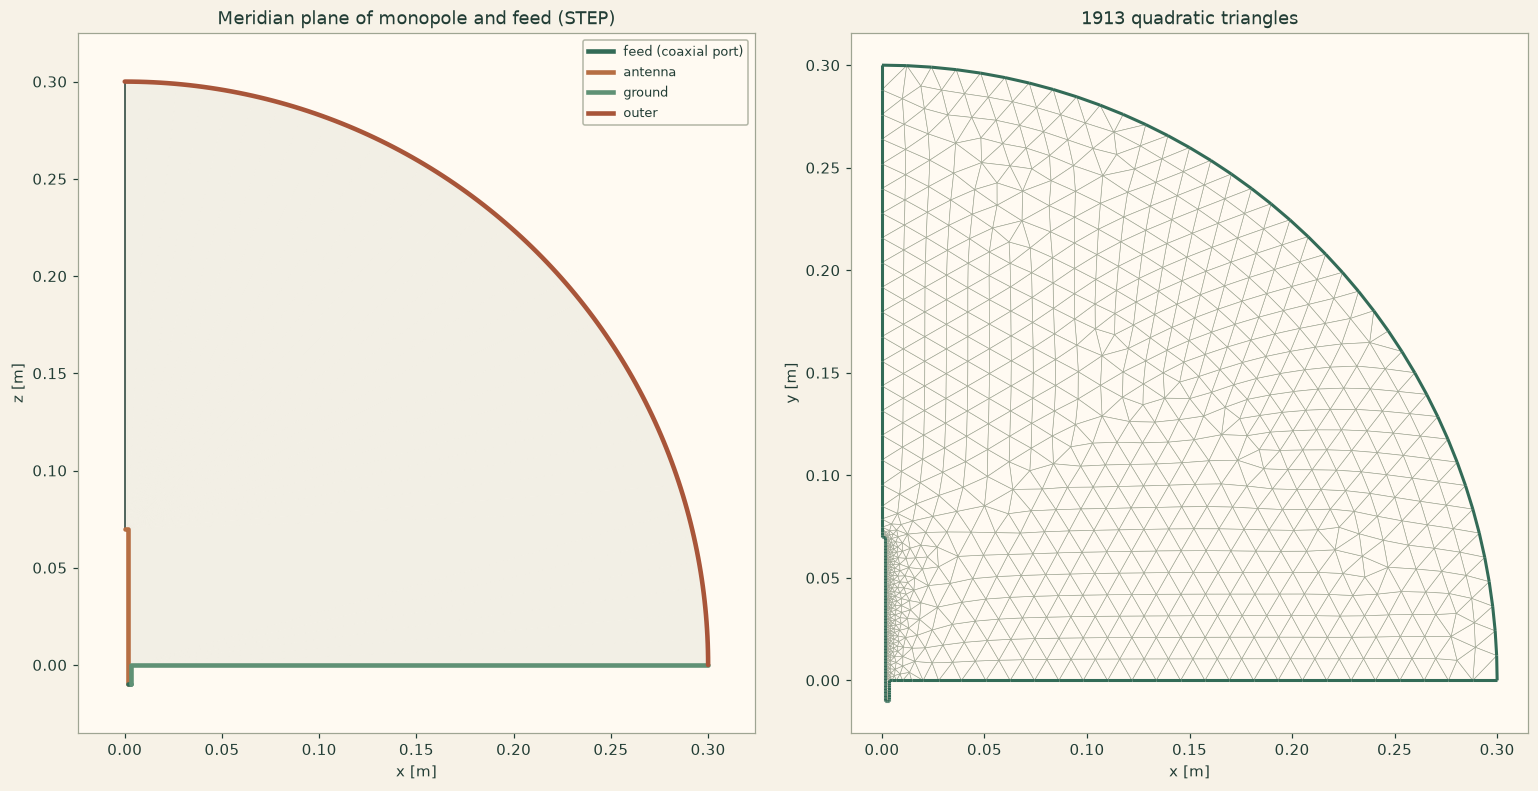 Meridian plane of monopole and feed (STEP)
feed (coaxial port)
antenna
ground
outer
0.30
0.25
0.20
0.15
0.10
0.05
0.00
z [m]
0.00 0.05 0.10 0.15 0.20 0.25 0.30
x [m]
1913 quadratic triangles
0.30
0.25
0.20
0.15
0.10
0.05
0.00
y [m]
0.00 0.05 0.10 0.15 0.20 0.25 0.30
x [m]